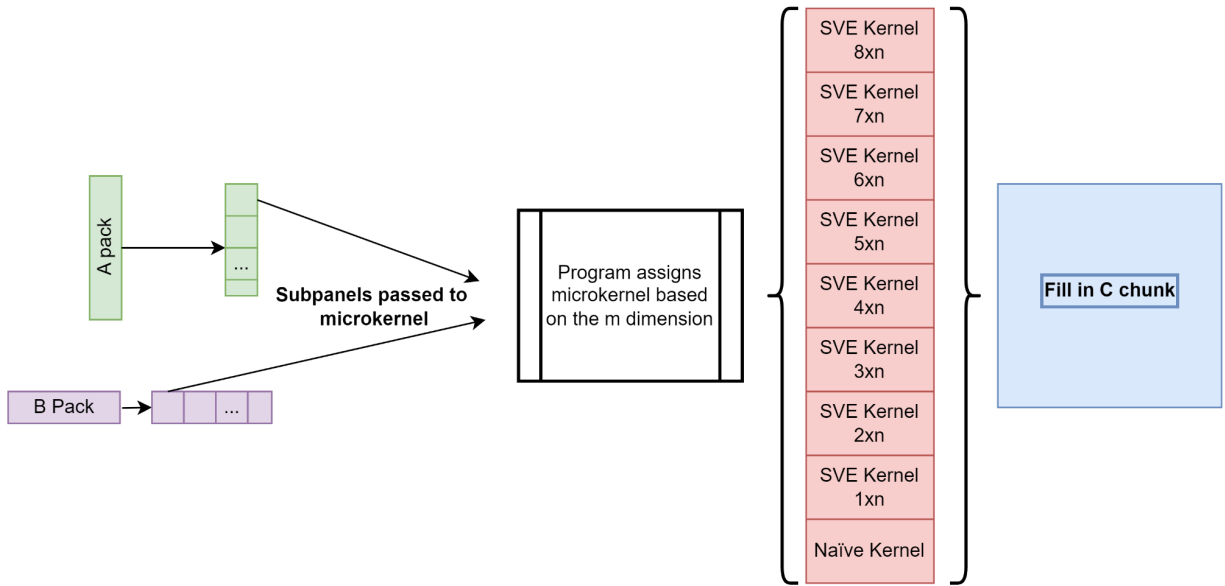 A pack
...
Subpanels passed to
microkernel
B Pack
...
Program assigns
microkernel based
on the m dimension
SVE Kernel
8xn
SVE Kernel
7xn
SVE Kernel
6xn
SVE Kernel
5xn
SVE Kernel
4xn
SVE Kernel
3xn
SVE Kernel
2xn
SVE Kernel
1xn
Naïve Kernel
Fill in C chunk